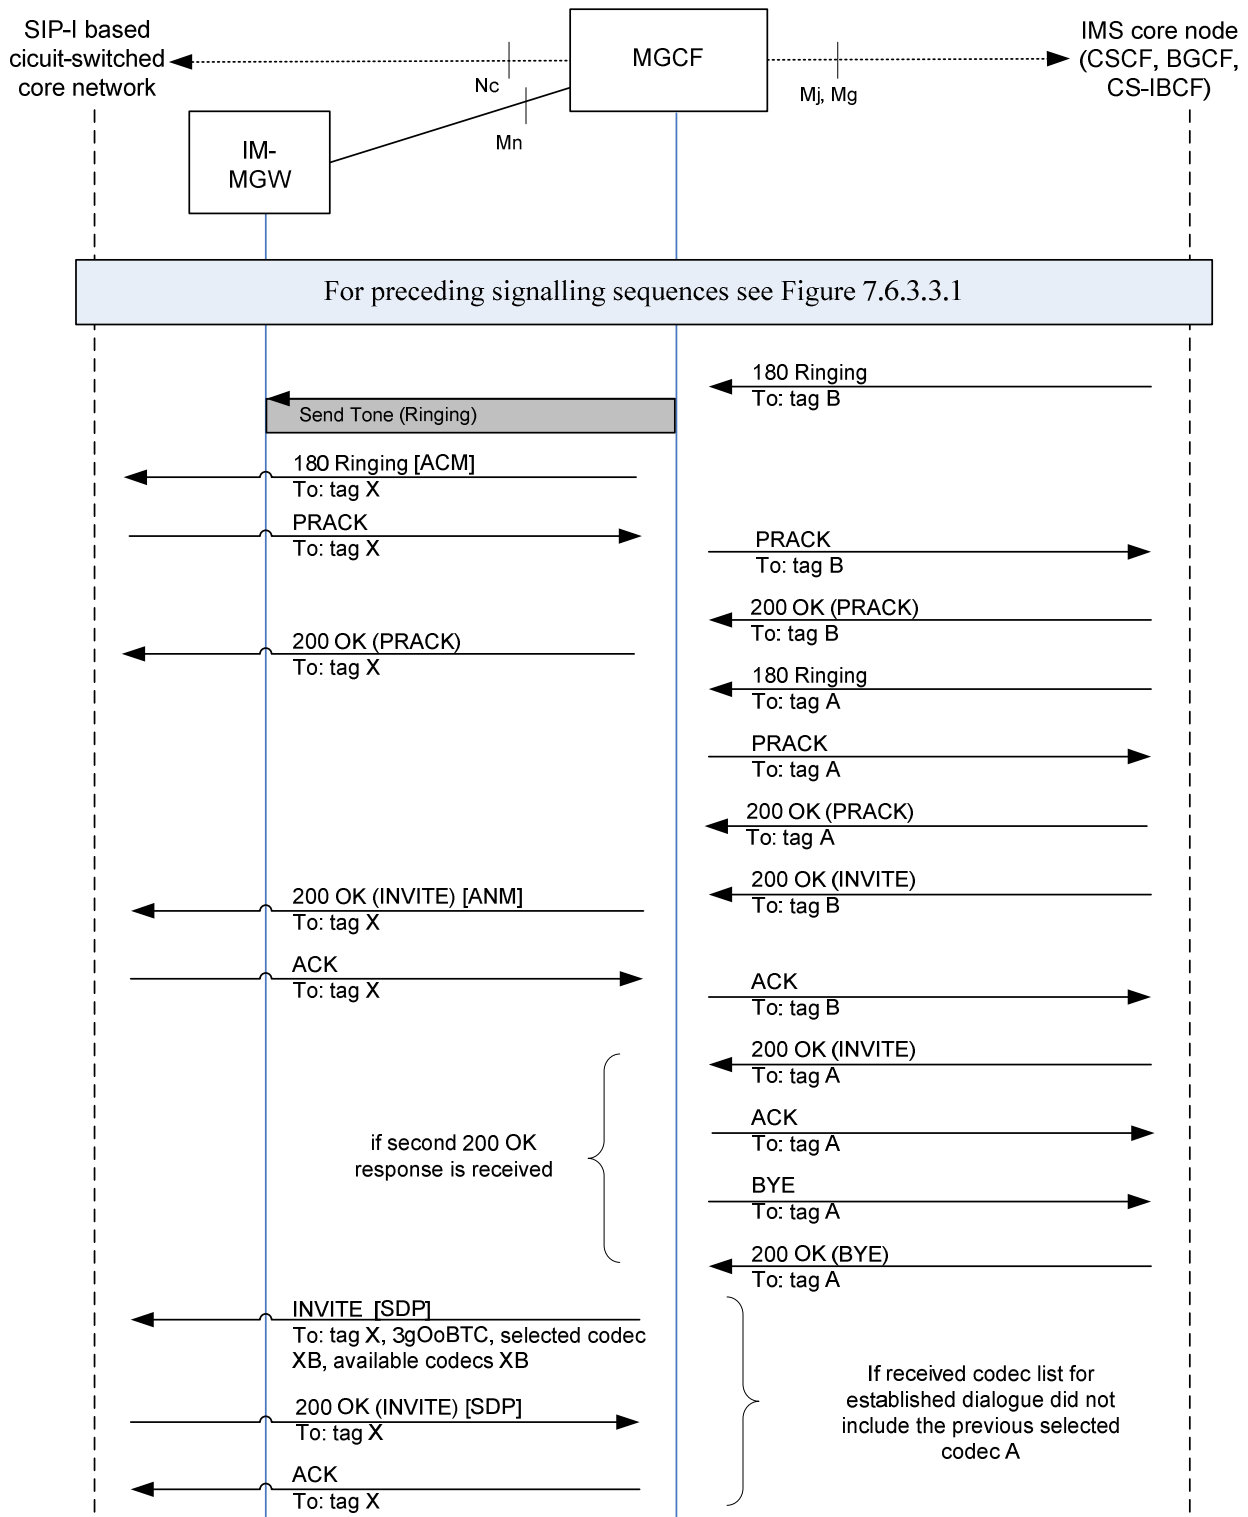 SIP-I based
cicuit-switched
core network
MGCF
IMS core node
(CSCF, BGCF,
CS-IBCF)
Nc
Mj, Mg
Mn
IM-
MGW
For preceding signalling sequences see Figure 7.6.3.3.1
180 Ringing
To: tag B
Send Tone (Ringing)
180 Ringing [ACM]
To: tag X
PRACK
To: tag X
PRACK
To: tag B
200 OK (PRACK)
To: tag B
200 OK (PRACK)
To: tag X
180 Ringing
To: tag A
PRACK
To: tag A
200 OK (PRACK)
To: tag A
200 OK (INVITE)
To: tag B
200 OK (INVITE) [ANM]
To: tag X
ACK
To: tag X
ACK
To: tag B
200 OK (INVITE)
To: tag A
ACK
To: tag A
if second 200 OK
response is received
BYE
To: tag A
200 OK (BYE)
To: tag A
INVITE [SDP]
To: tag X, 3gOoBTC, selected codec
XB, available codecs XB
200 OK (INVITE) [SDP]
To: tag X
If received codec list for
established dialogue did not
include the previous selected
codec A
ACK
To: tag X